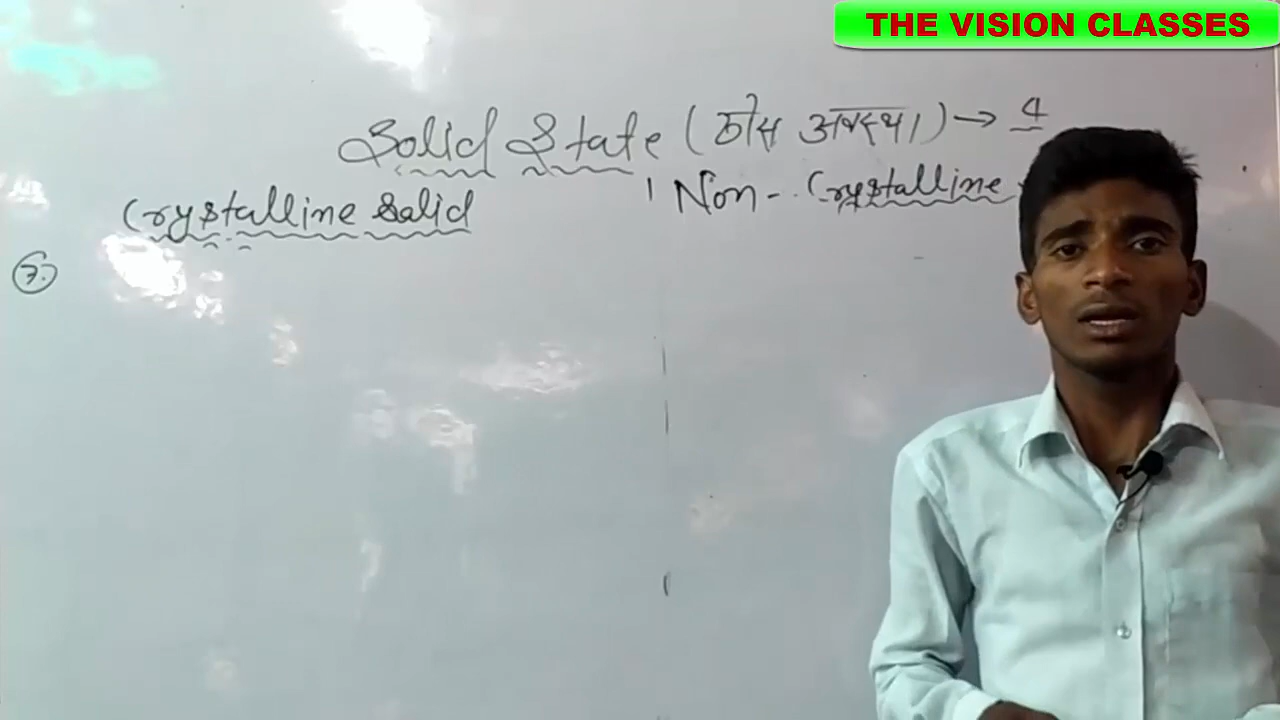 THE VISION CLASSES
Solid State (ठोस अवस्था) → 4
Crystalline Solid
Non-Crystalline
7.